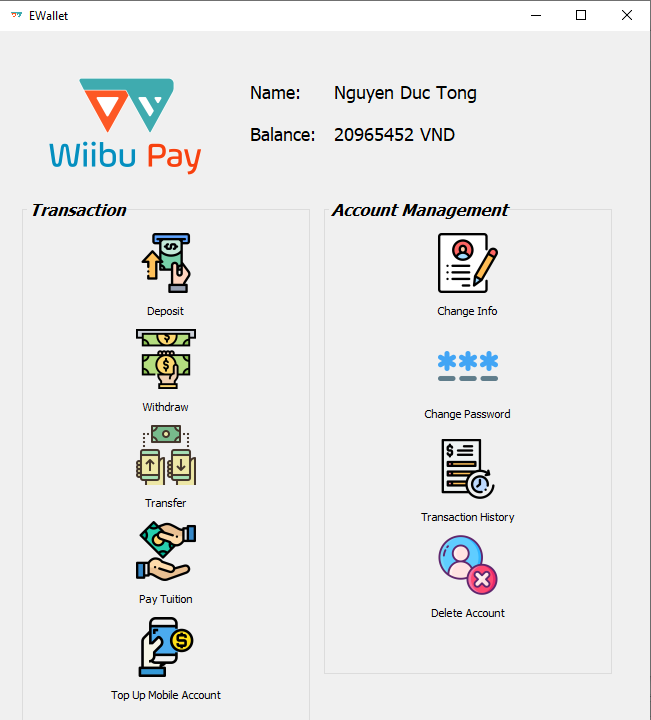 EWallet
Wiibu Pay
Name: Nguyen Duc Tong
Balance: 20965452 VND
Transaction
Deposit
Withdraw
Transfer
Pay Tuition
Top Up Mobile Account
Account Management
Change Info
Change Password
Transaction History
Delete Account